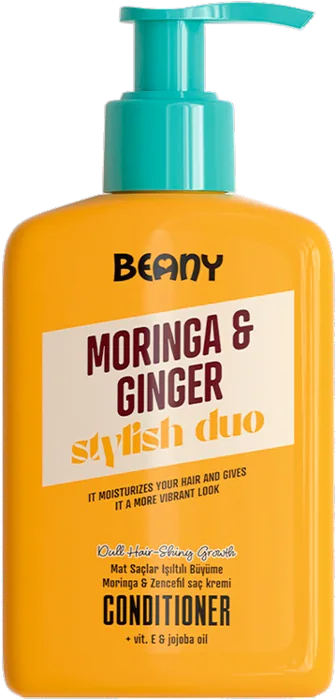 BEANY
MORINGA &
GINGER
stylish duo
IT MOISTURIZES YOUR HAIR AND GIVES
IT A MORE VIBRANT LOOK
Dull Hair-Shiny Growth
Mat Saçlar Işıltılı Büyüme
Moringa & Zencefil saç kremi
CONDITIONER
+ vit. E & jojoba oil